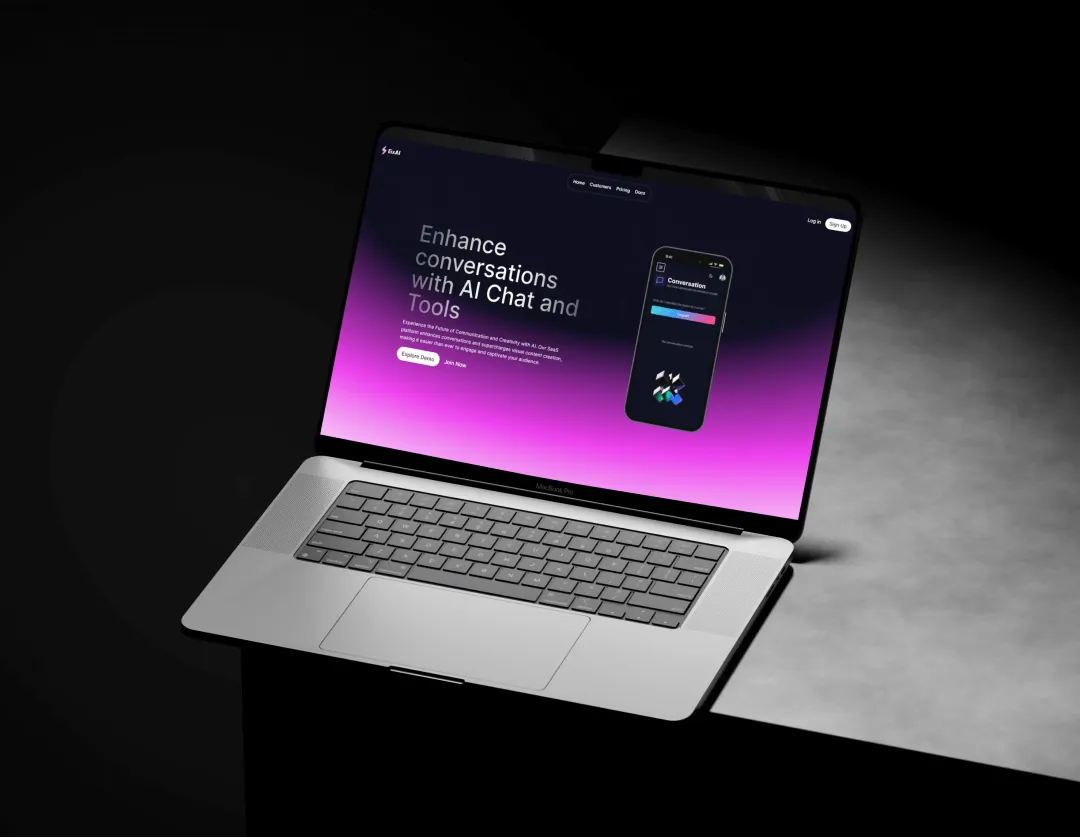 EixAI
Home Customers Pricing Docs
Log in Sign Up
Enhance
conversations
with AI Chat and
Tools
Experience the Future of Communication and Creativity with AI. Our SaaS
platform enhances conversations and supercharges visual content creation,
making it easier than ever to engage and captivate your audience.
Explore Demo Join Now
Conversation
MacBook Pro